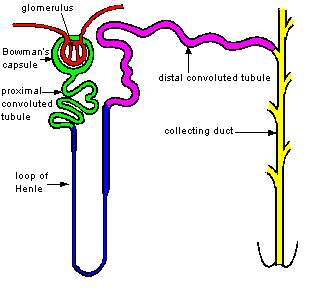 glomerulus
Bowman's
capsule
proximal
convoluted
tubule
distal convoluted tubule
collecting duct
loop of
Henle